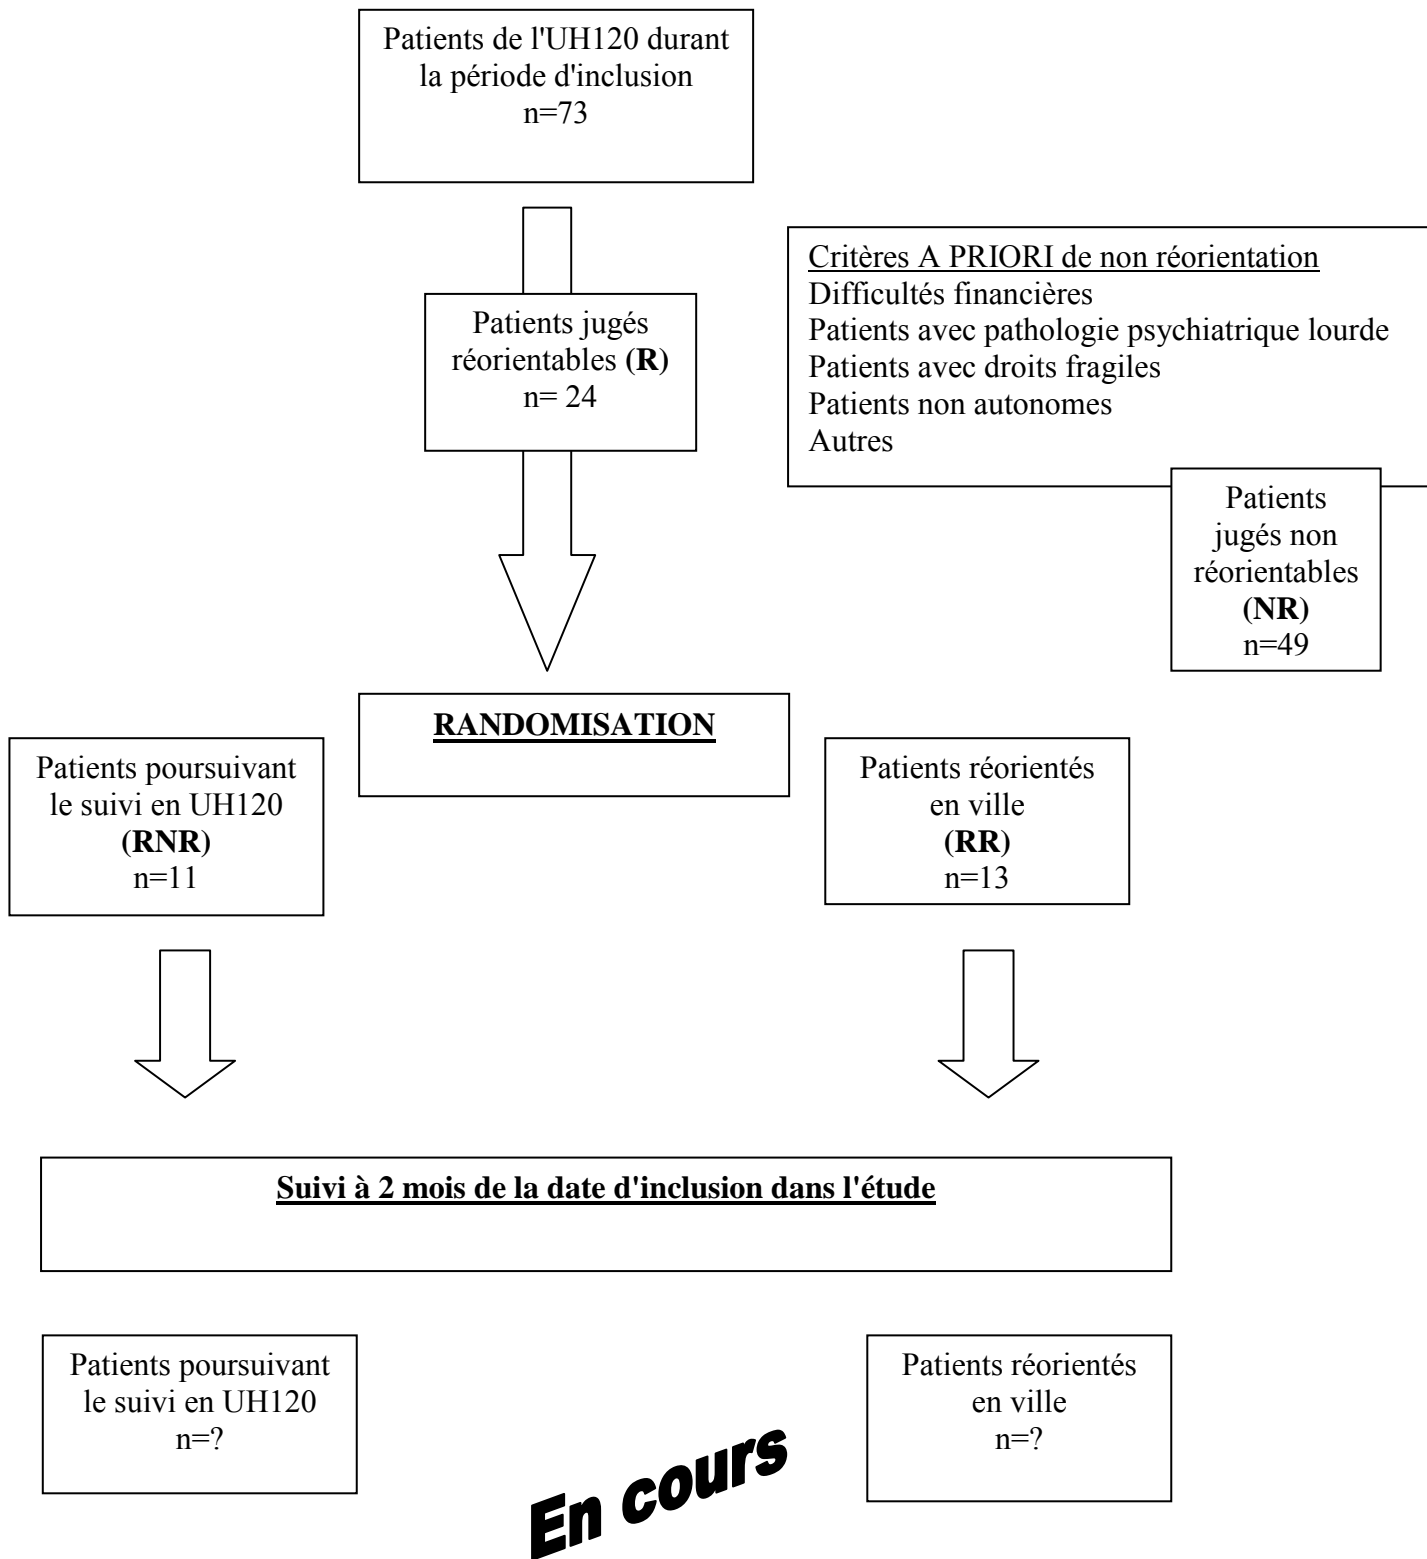 Patients de l'UH120 durant
la période d'inclusion
n=73
Critères A PRIORI de non réorientation
Difficultés financières
Patients avec pathologie psychiatrique lourde
Patients avec droits fragiles
Patients non autonomes
Autres
Patients jugés
réorientables (R)
n= 24
Patients
jugés non
réorientables
(NR)
n=49
RANDOMISATION
Patients poursuivant
le suivi en UH120
(RNR)
n=11
Patients réorientés
en ville
(RR)
n=13
Suivi à 2 mois de la date d'inclusion dans l'étude
Patients poursuivant
le suivi en UH120
n=?
Patients réorientés
en ville
n=?
En cours